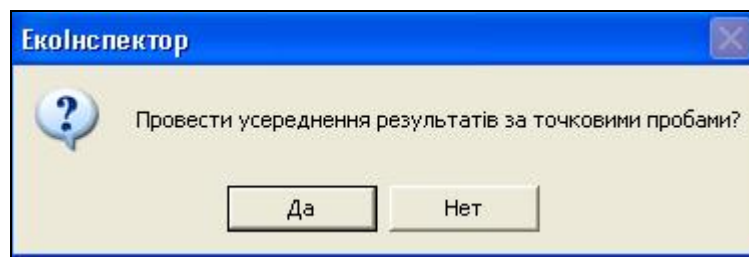 ЕкоІнспектор
Провести усереднення результатів за точковими пробами?
Да
Нет